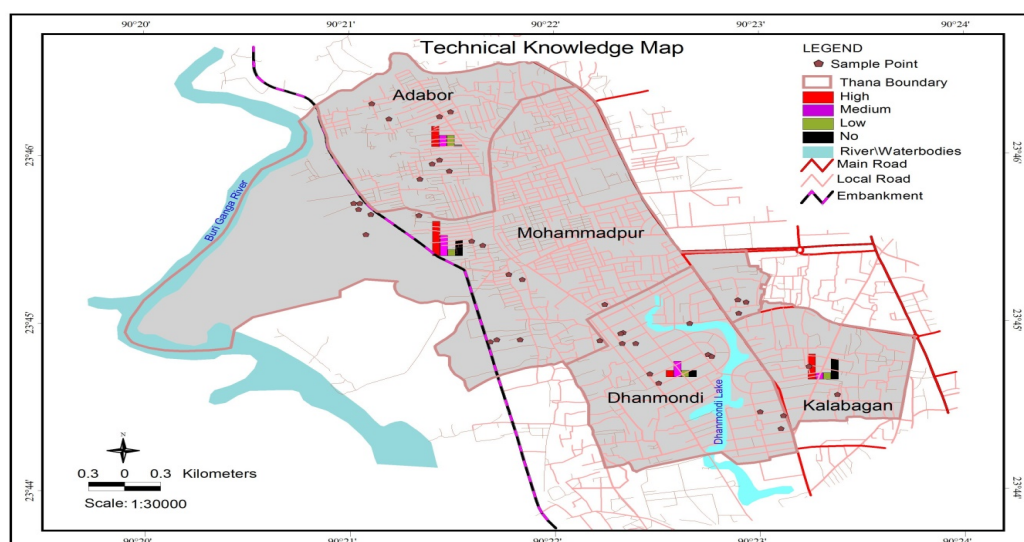 90°20' 90°21' 90°22' 90°23' 90°24'
Technical Knowledge Map
LEGEND
Sample Point
Thana Boundary
High
Medium
Low
No
River\Waterbodies
Main Road
Local Road
Embankment
Adabor
Mohammadpur
Dhanmondi
Kalabagan
Buri Ganga River
Dhanmondi Lake
23°46' 23°46'
23°45' 23°45'
23°44' 23°44'
0.3 0 0.3 Kilometers
Scale: 1:30000
90°20' 90°21' 90°22' 90°23' 90°24'